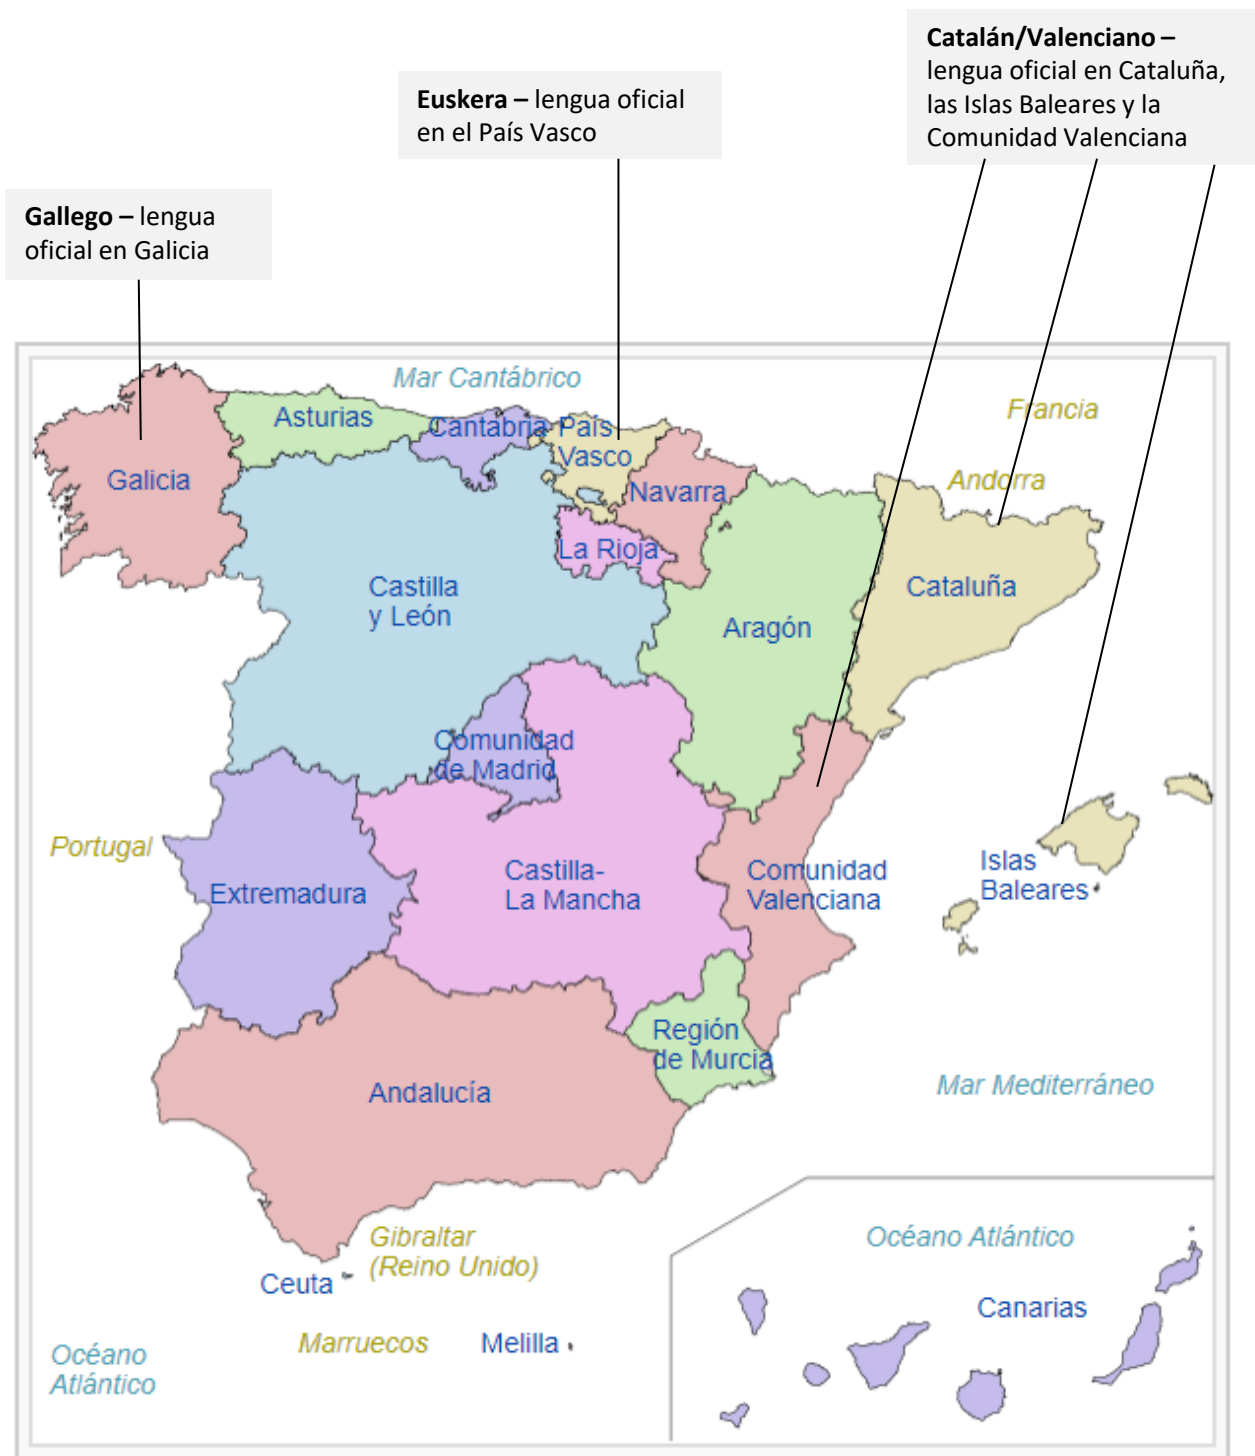 Catalán/Valenciano –
lengua oficial en Cataluña,
las Islas Baleares y la
Comunidad Valenciana
Euskera – lengua oficial
en el País Vasco
Gallego – lengua
oficial en Galicia
Mar Cantábrico
Francia
Asturias
Cantabria
País
Vasco
Galicia
Navarra
Andorra
La Rioja
Castilla
y León
Cataluña
Aragón
Comunidad
de Madrid
Portugal
Extremadura
Castilla-
La Mancha
Comunidad
Valenciana
Islas
Baleares
Región
de Murcia
Andalucía
Mar Mediterráneo
Gibraltar
(Reino Unido)
Ceuta
Océano Atlántico
Canarias
Marruecos
Melilla
Océano
Atlántico